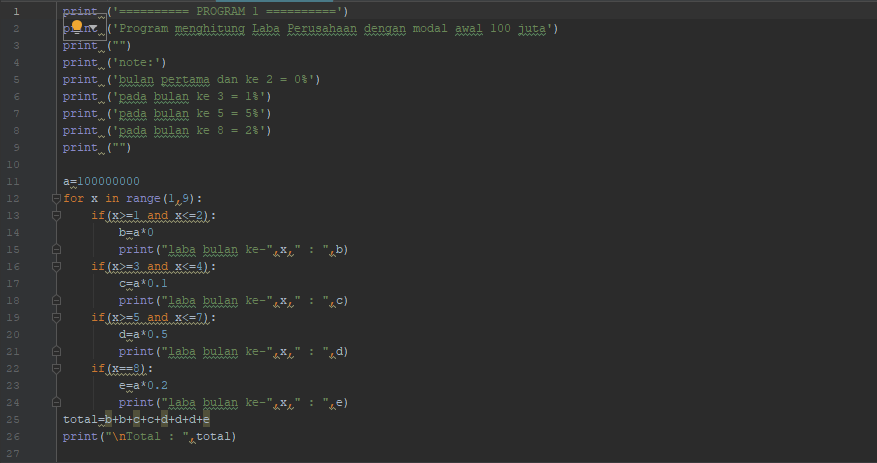 1 print ('========== PROGRAM 1 ==========')
2 print ('Program menghitung Laba Perusahaan dengan modal awal 100 juta')
3 print ("")
4 print ('note:')
5 print ('bulan pertama dan ke 2 = 0%')
6 print ('pada bulan ke 3 = 1%')
7 print ('pada bulan ke 5 = 5%')
8 print ('pada bulan ke 8 = 2%')
9 print ("")
10
11 a=100000000
12 for x in range(1,9):
13     if(x>=1 and x<=2):
14         b=a*0
15         print("laba bulan ke-",x," : ",b)
16     if(x>=3 and x<=4):
17         c=a*0.1
18         print("laba bulan ke-",x," : ",c)
19     if(x>=5 and x<=7):
20         d=a*0.5
21         print("laba bulan ke-",x," : ",d)
22     if(x==8):
23         e=a*0.2
24         print("laba bulan ke-",x," : ",e)
25 total=b+b+c+c+d+d+d+e
26 print("\nTotal : ",total)
27